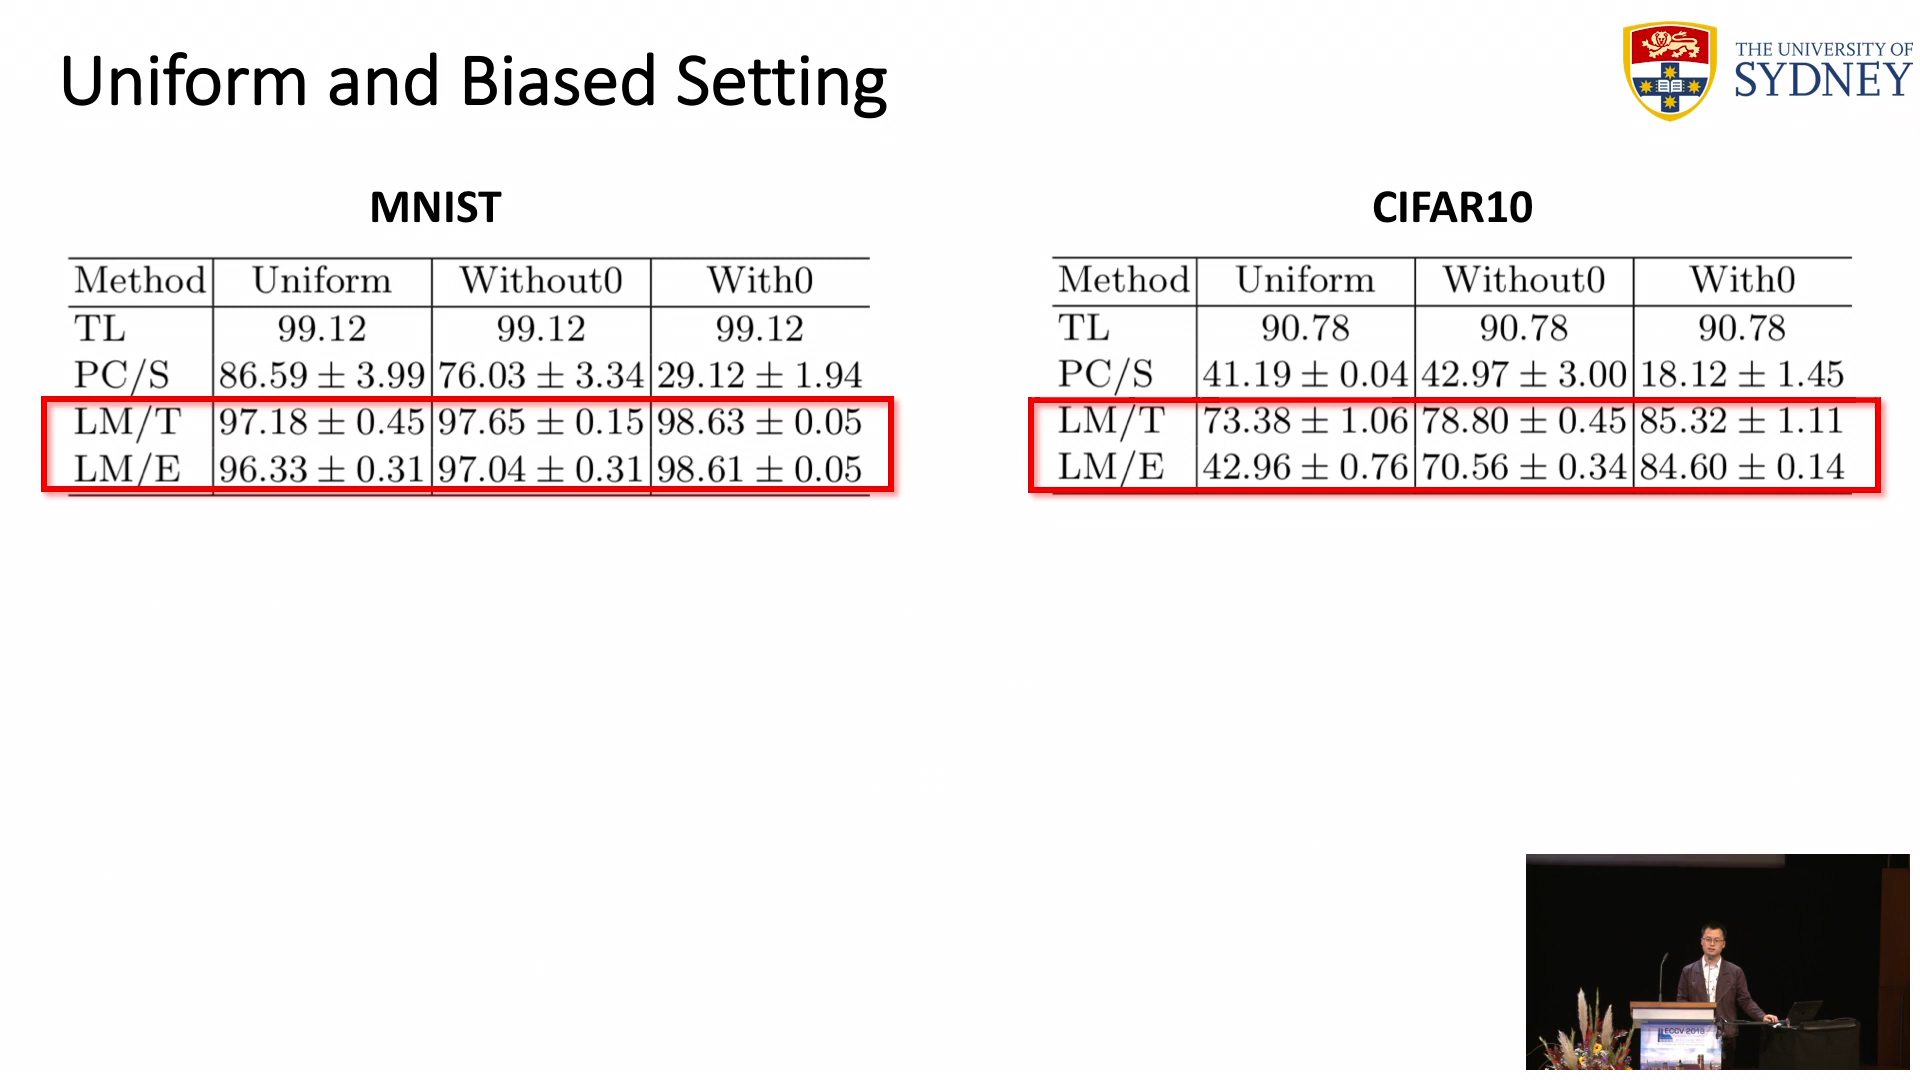 Uniform and Biased Setting
THE UNIVERSITY OF
SYDNEY
MNIST
Method Uniform Without0 With0
TL 99.12 99.12 99.12
PC/S 86.59 ± 3.99 76.03 ± 3.34 29.12 ± 1.94
LM/T 97.18 ± 0.45 97.65 ± 0.15 98.63 ± 0.05
LM/E 96.33 ± 0.31 97.04 ± 0.31 98.61 ± 0.05
CIFAR10
Method Uniform Without0 With0
TL 90.78 90.78 90.78
PC/S 41.19 ± 0.04 42.97 ± 3.00 18.12 ± 1.45
LM/T 73.38 ± 1.06 78.80 ± 0.45 85.32 ± 1.11
LM/E 42.96 ± 0.76 70.56 ± 0.34 84.60 ± 0.14
ECCV 2018